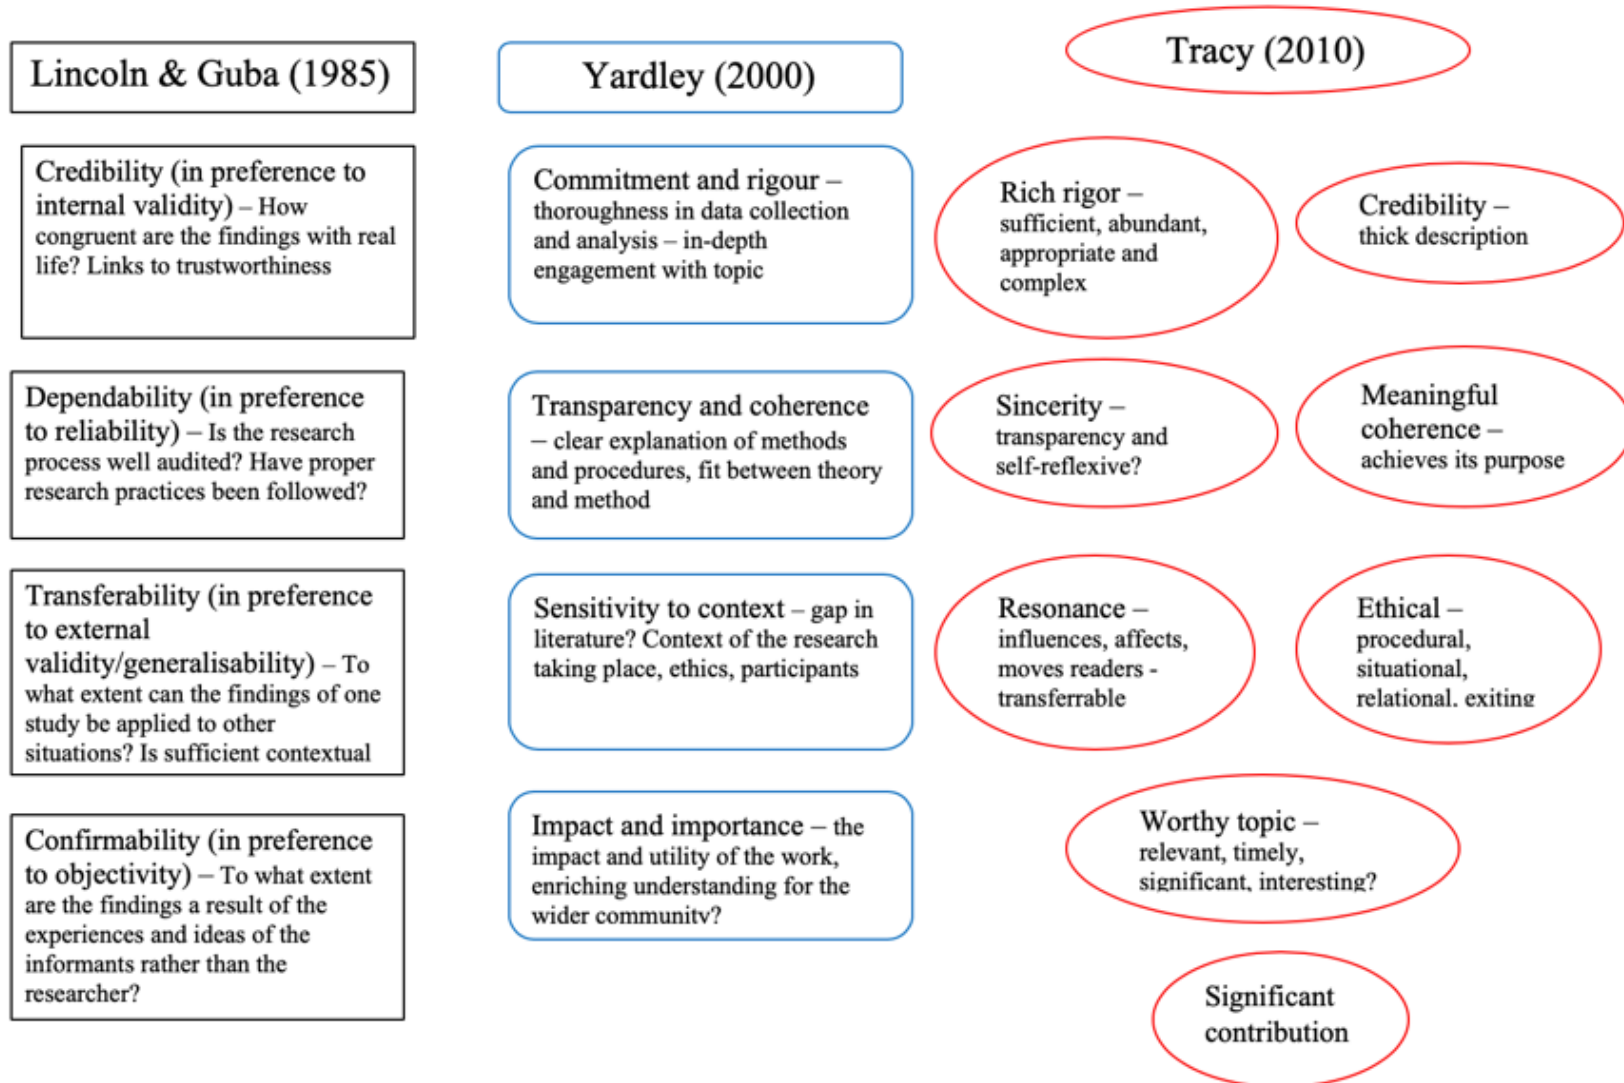 Lincoln & Guba (1985)
Credibility (in preference to
internal validity) – How
congruent are the findings with real
life? Links to trustworthiness
Dependability (in preference
to reliability) – Is the research
process well audited? Have proper
research practices been followed?
Transferability (in preference
to external
validity/generalisability) – To
what extent can the findings of one
study be applied to other
situations? Is sufficient contextual
Confirmability (in preference
to objectivity) – To what extent
are the findings a result of the
experiences and ideas of the
informants rather than the
researcher?
Yardley (2000)
Commitment and rigour –
thoroughness in data collection
and analysis – in-depth
engagement with topic
Transparency and coherence
– clear explanation of methods
and procedures, fit between theory
and method
Sensitivity to context – gap in
literature? Context of the research
taking place, ethics, participants
Impact and importance – the
impact and utility of the work,
enriching understanding for the
wider community?
Tracy (2010)
Rich rigor –
sufficient, abundant,
appropriate and
complex
Credibility –
thick description
Sincerity –
transparency and
self-reflexive?
Meaningful
coherence –
achieves its purpose
Resonance –
influences, affects,
moves readers -
transferrable
Ethical –
procedural,
situational,
relational, exiting
Worthy topic –
relevant, timely,
significant, interesting?
Significant
contribution